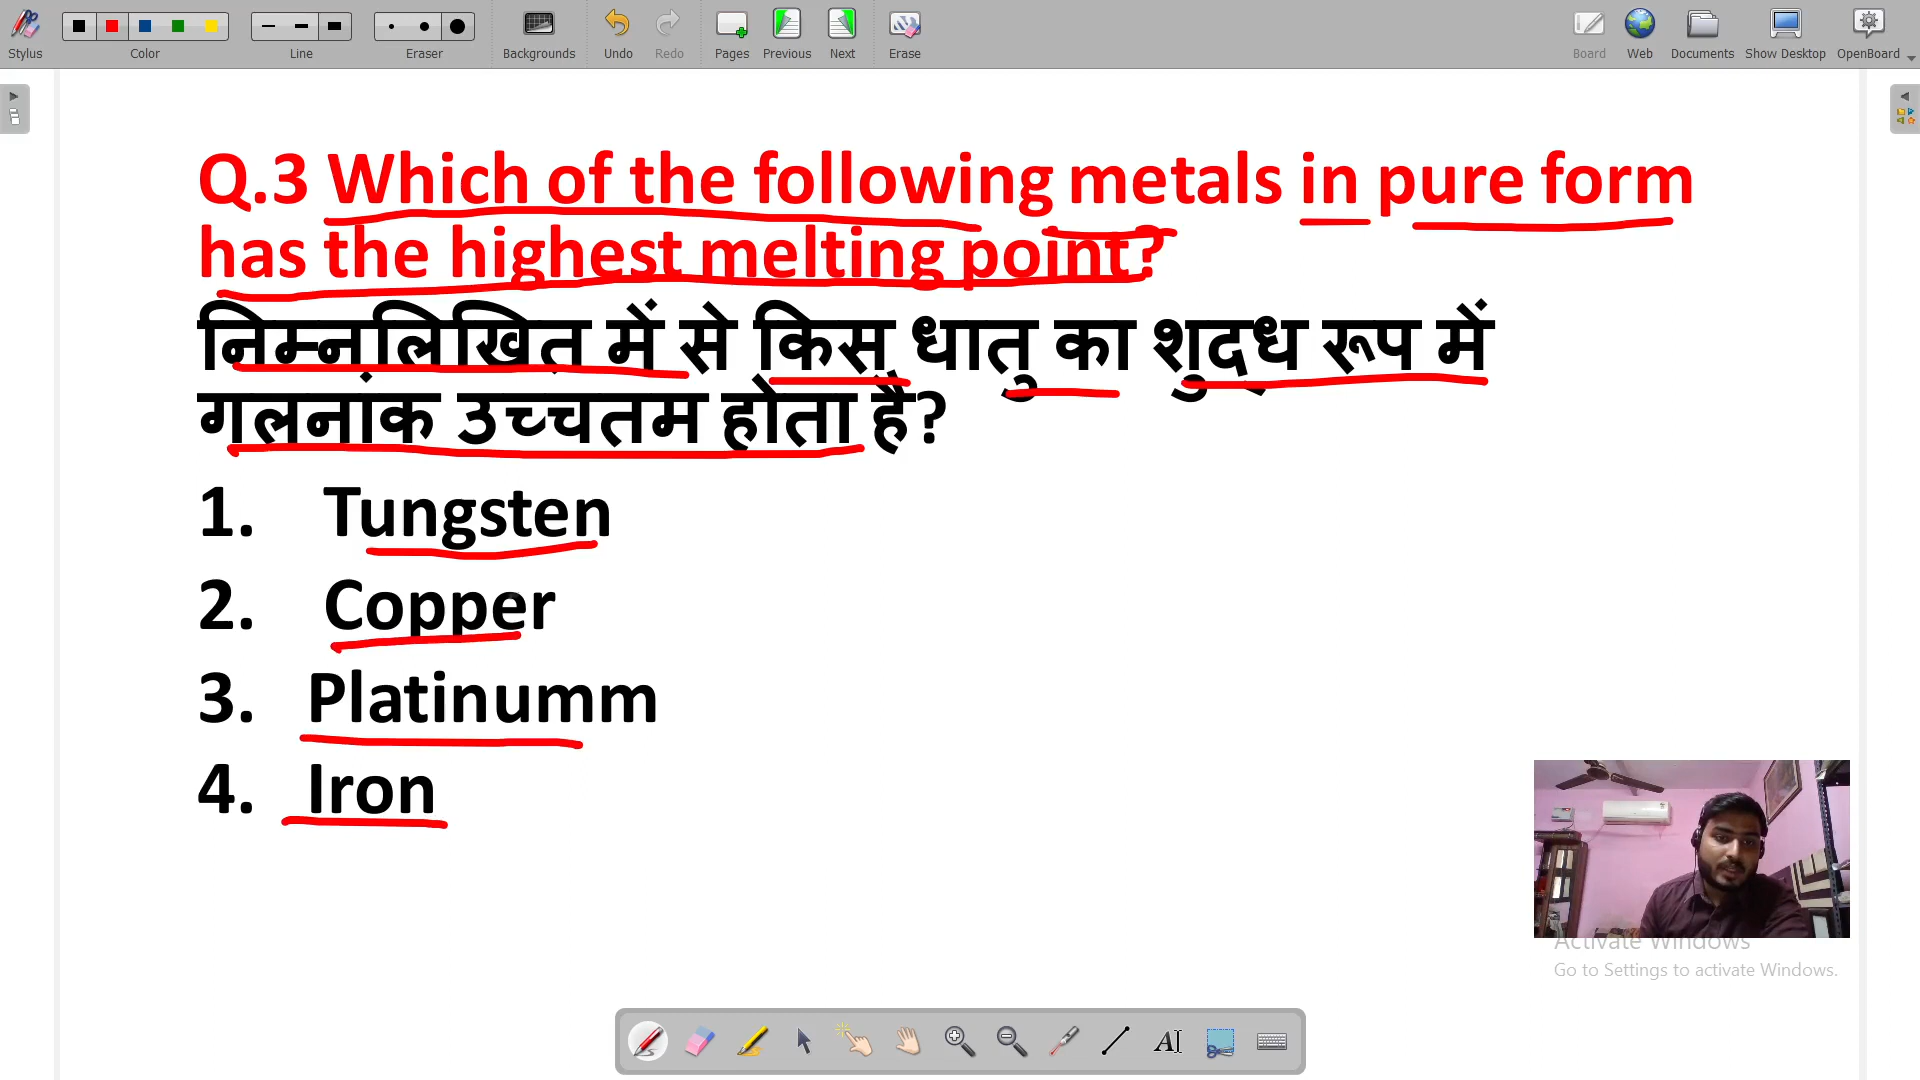 Stylus Color Line Eraser Backgrounds Undo Redo Pages Previous Next Erase Board Web Documents Show Desktop OpenBoard
Q.3 Which of the following metals in pure form
has the highest melting point?
निम्नलिखित में से किस धातु का शुद्ध रूप में
गलनांक उच्चतम होता है?
1. Tungsten
2. Copper
3. Platinumm
4. Iron
Activate Windows
Go to Settings to activate Windows.